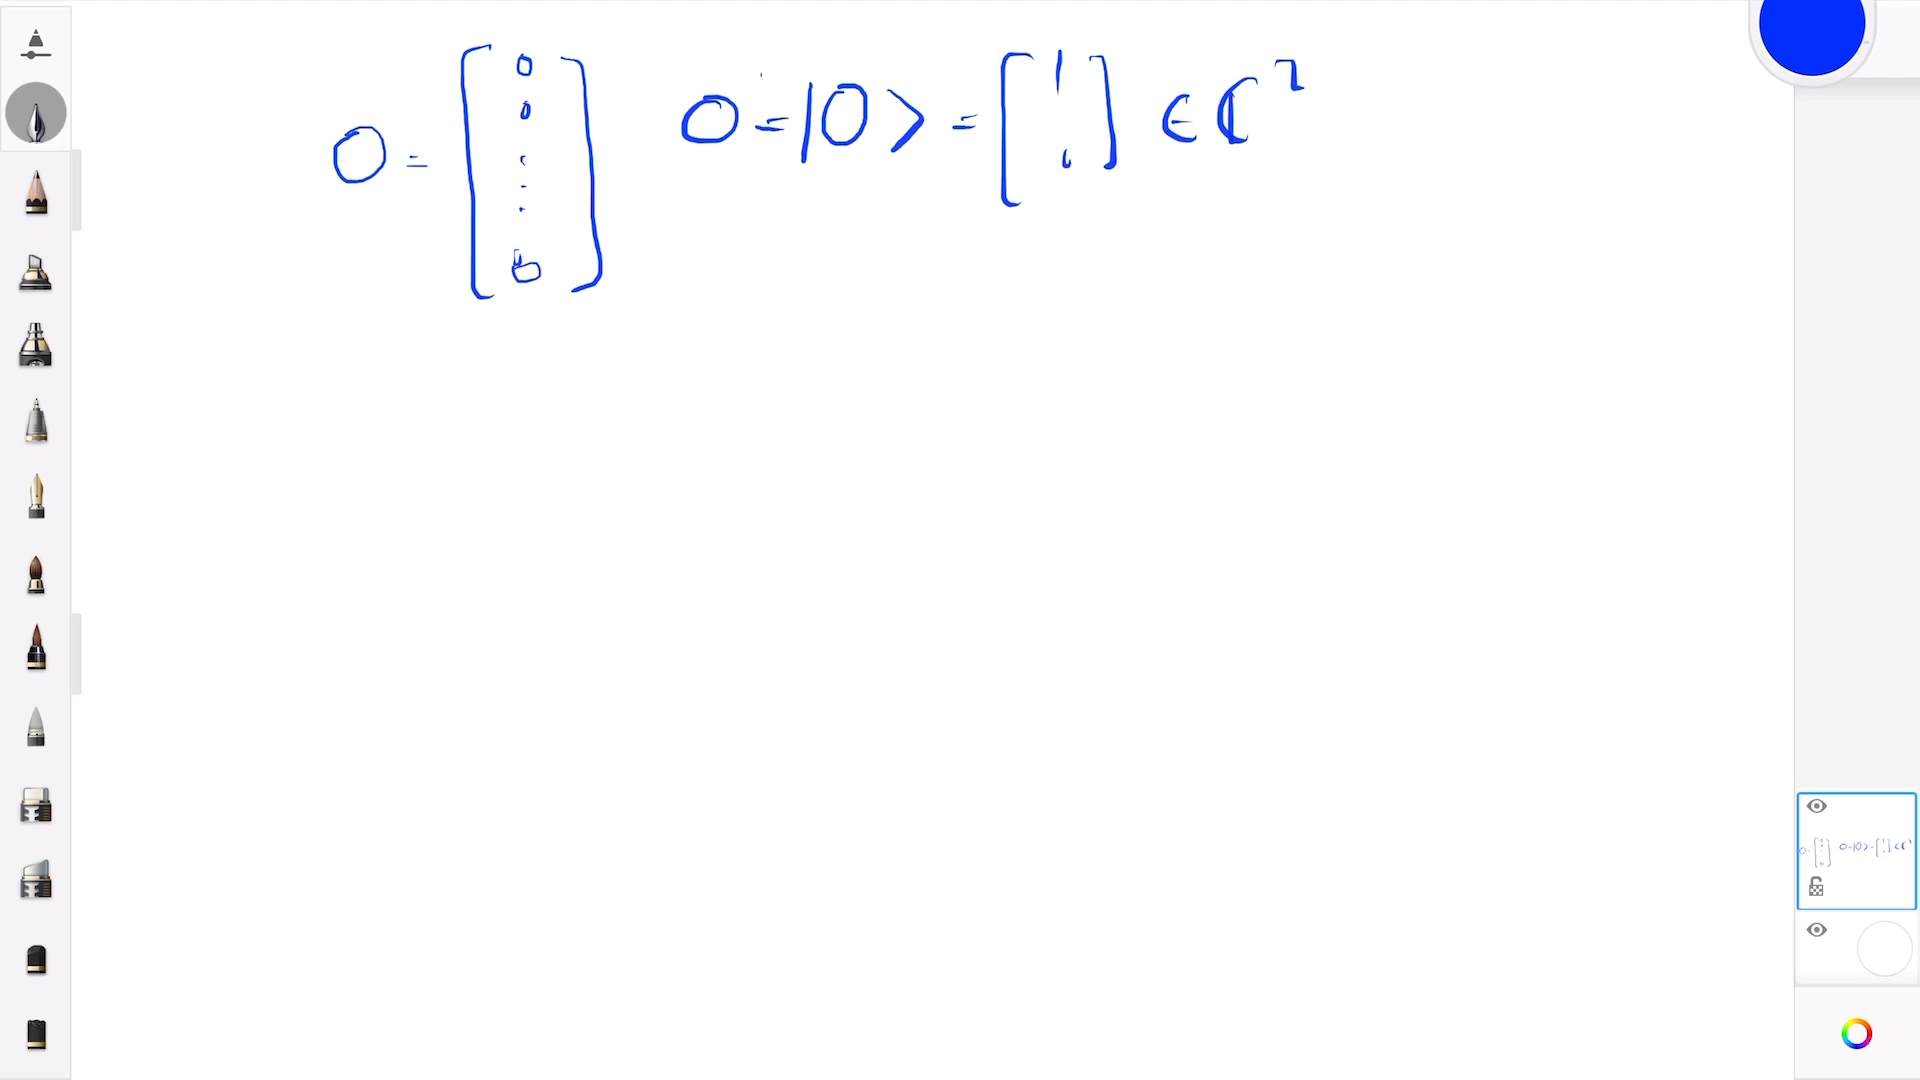 0 = [ 0 0 . . . 0 ] 0 = |0> = [ 1 0 ] ∈ ℂ²